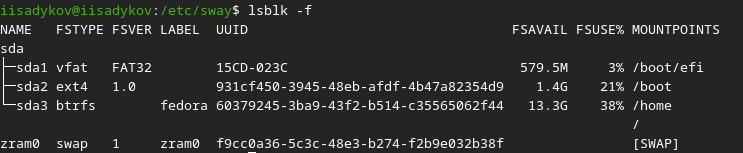 iisadykov@iisadykov:/etc/sway$ lsblk -f
NAME   FSTYPE FSVER LABEL  UUID                                 FSAVAIL FSUSE% MOUNTPOINTS
sda
├─sda1 vfat   FAT32        15CD-023C                             579.5M     3% /boot/efi
├─sda2 ext4   1.0          931cf450-3945-48eb-afdf-4b47a82354d9    1.4G    21% /boot
└─sda3 btrfs        fedora 60379245-3ba9-43f2-b514-c35565062f44   13.3G    38% /home
                                                                               /
zram0  swap   1     zram0  f9cc0a36-5c3c-48e3-b274-f2b9e032b38f                [SWAP]